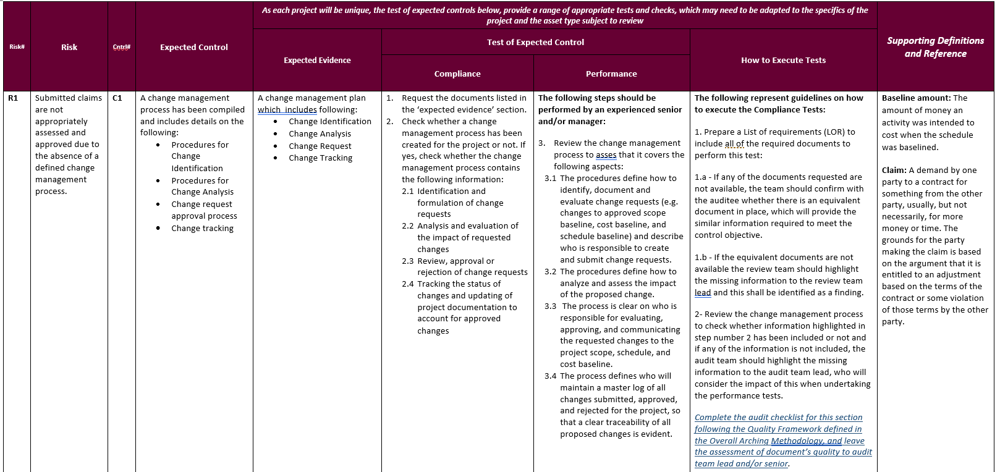 As each project will be unique, the test of expected controls below, provide a range of appropriate tests and checks, which may need to be adapted to the specifics of the
project and the asset type subject to review
Risk#
Risk
Cntrl#
Expected Control
Expected Evidence
Test of Expected Control
Compliance
Performance
How to Execute Tests
Supporting Definitions
and Reference
R1
Submitted claims
are not
appropriately
assessed and
approved due to
the absence of a
defined change
management
process.
C1
A change management
process has been compiled
and includes details on the
following:
• Procedures for
Change
Identification
• Procedures for
Change Analysis
• Change request
approval process
• Change tracking
A change management plan
which  includes following:
• Change Identification
• Change Analysis
• Change Request
• Change Tracking
1. Request the documents listed in
the ‘expected evidence’ section.
2. Check whether a change
management process has been
created for the project or not. If
yes, check whether the change
management process contains
the following information:
2.1 Identification and
formulation of change
requests
2.2 Analysis and evaluation of
the impact of requested
changes
2.3 Review, approval or
rejection of change requests
2.4 Tracking the status of
changes and updating of
project documentation to
account for approved
changes
The following steps should be
performed by an experienced senior
and/or manager:
3. Review the change management
process to asses that it covers the
following aspects:
3.1 The procedures define how to
identify, document and
evaluate change requests (e.g.
changes to approved scope
baseline, cost baseline, and
schedule baseline) and describe
who is responsible to create
and submit change requests.
3.2 The procedures define how to
analyze and assess the impact
of the proposed change.
3.3 The process is clear on who is
responsible for evaluating,
approving, and communicating
the requested changes to the
project scope, schedule, and
cost baseline.
3.4 The process defines who will
maintain a master log of all
changes submitted, approved,
and rejected for the project, so
that a clear traceability of all
proposed changes is evident.
The following represent guidelines on how
to execute the Compliance Tests:
1. Prepare a List of requirements (LOR) to
include all of the required documents to
perform this test:
1.a - If any of the documents requested are
not available, the team should confirm with
the auditee whether there is an equivalent
document in place, which will provide the
similar information required to meet the
control objective.
1.b - If the equivalent documents are not
available the review team should highlight
the missing information to the review team
lead and this shall be identified as a finding.
2- Review the change management process
to check whether information highlighted in
step number 2 has been included or not and
if any of the information is not included, the
audit team should highlight the missing
information to the audit team lead, who will
consider the impact of this when undertaking
the performance tests.
Complete the audit checklist for this section
following the Quality Framework defined in
the Overall Arching Methodology, and leave
the assessment of document’s quality to audit
team lead and/or senior.
Baseline amount: The
amount of money an
activity was intended to
cost when the schedule
was baselined.
Claim: A demand by one
party to a contract for
something from the other
party, usually, but not
necessarily, for more
money or time. The
grounds for the party
making the claim is based
on the argument that it is
entitled to an adjustment
based on the terms of the
contract or some violation
of those terms by the other
party.